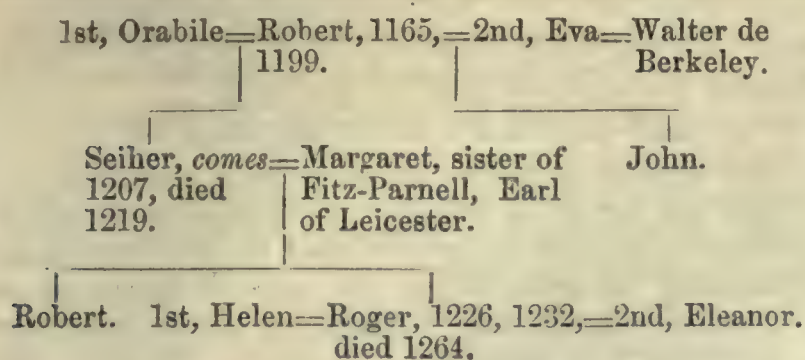 1st, Orabile=Robert, 1165,=2nd, Eva=Walter de
1199. Berkeley.
Seiher, comes=Margaret, sister of John.
1207, died Fitz-Parnell, Earl
1219. of Leicester.
Robert. 1st, Helen=Roger, 1226, 1232,=2nd, Eleanor.
died 1264.